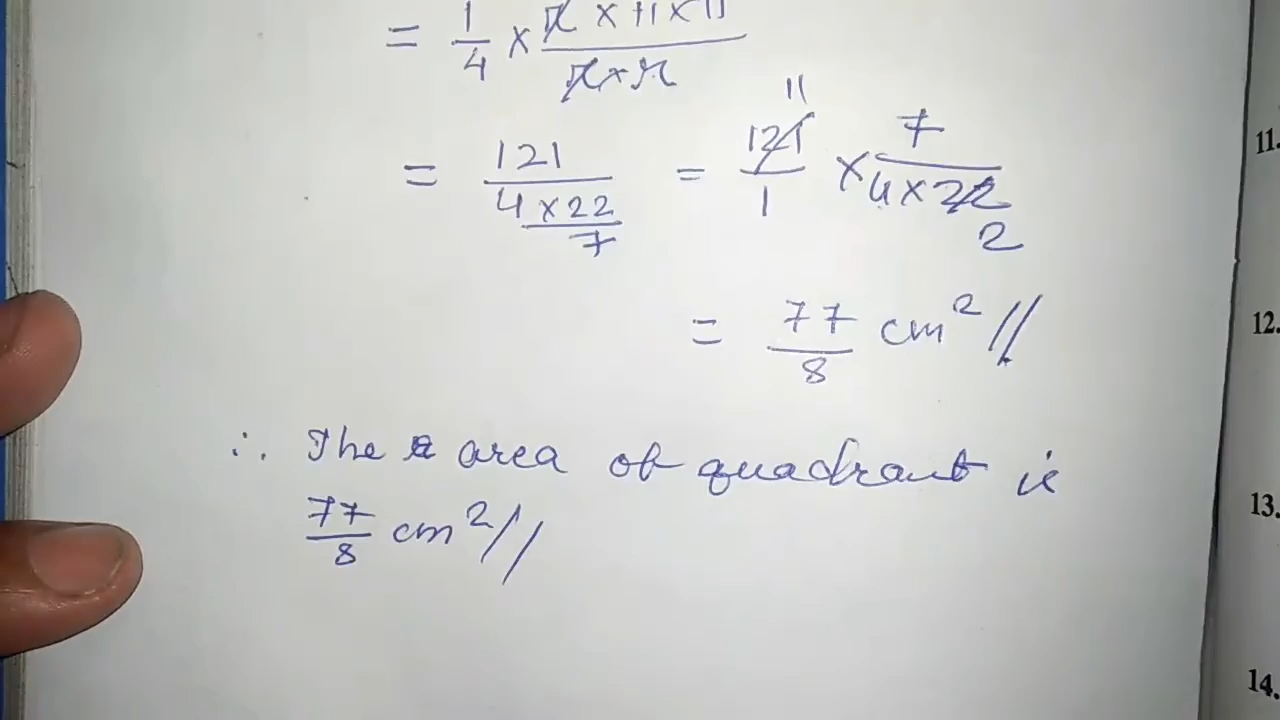 = 1/4 × π × 11 × 11 / π × π
= 121 / 4 × 22/7 = 121/1 11 × 7 / 4 × 22 2
= 77/8 cm² //
∴ The area of quadrant is
77/8 cm² //
11.
12.
13.
14.